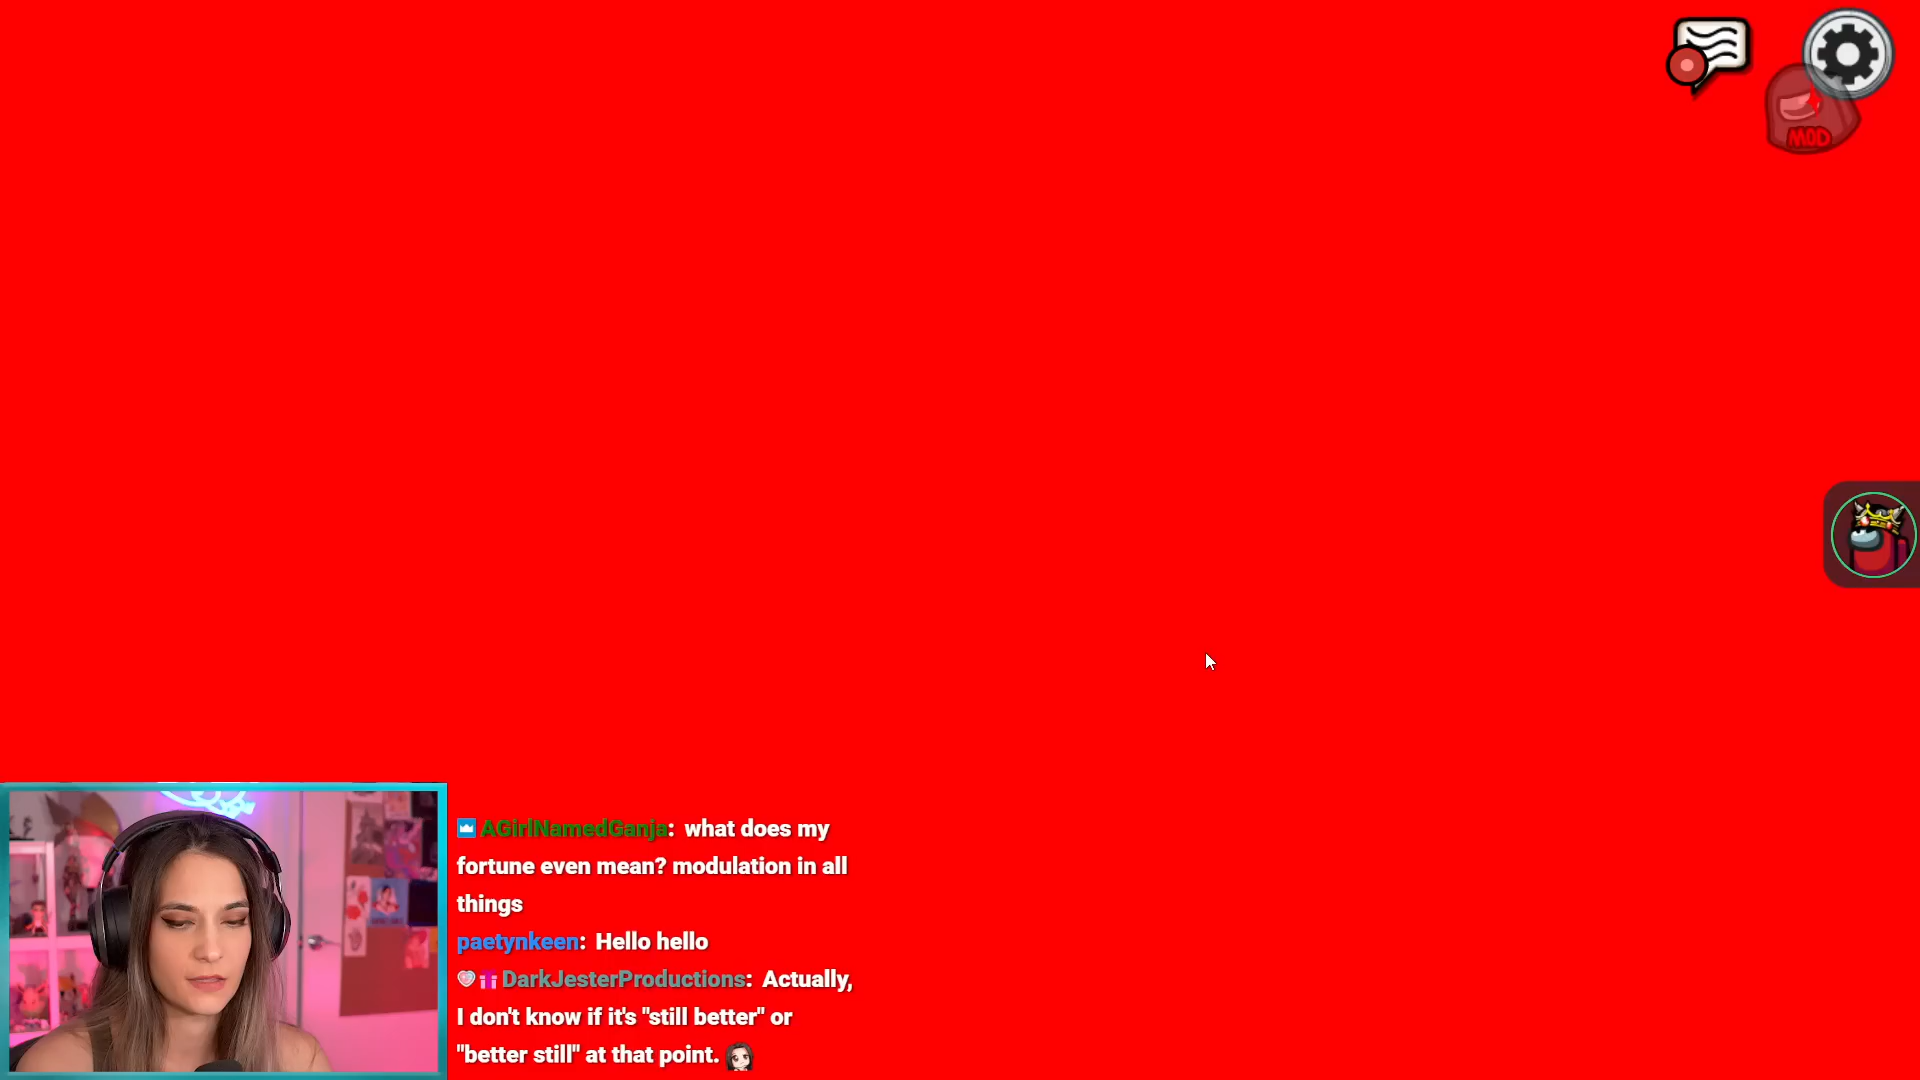 MOD
AGirlNamedGanja: what does my
fortune even mean? modulation in all
things
paetynkeen: Hello hello
DarkJesterProductions: Actually,
I don't know if it's "still better" or
"better still" at that point.